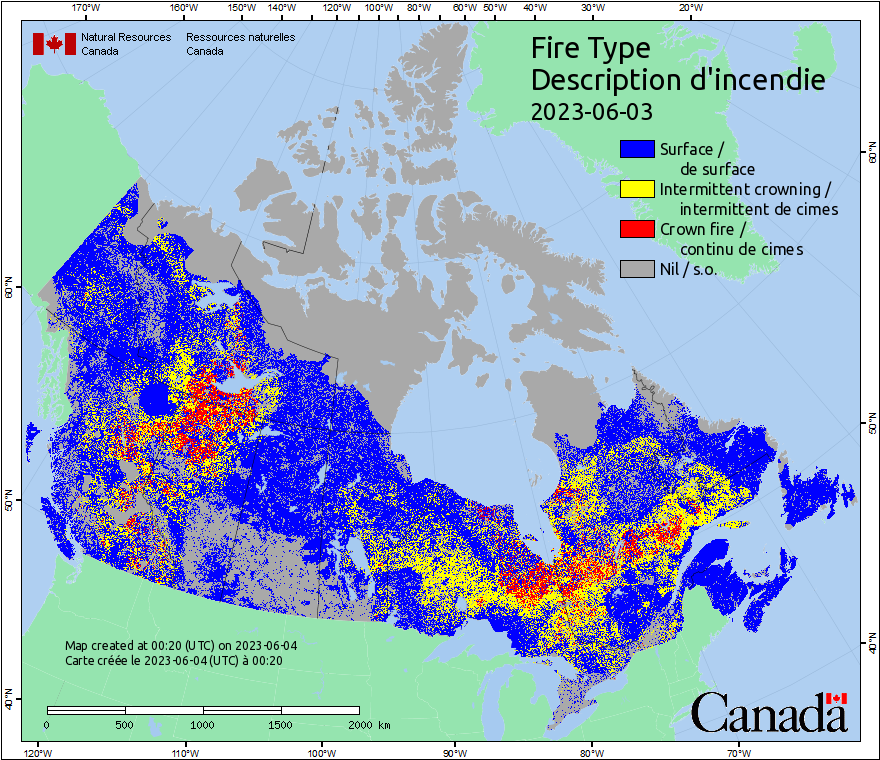 170°W 160°W 150°W 140°W 120°W 100°W 80°W 60°W 50°W 40°W 30°W 20°W
Natural Resources Ressources naturelles
Canada Canada
Fire Type
Description d'incendie
2023-06-03
Surface /
de surface
Intermittent crowning /
intermittent de cimes
Crown fire /
continu de cimes
Nil / s.o.
60°N 60°N
50°N 50°N
40°N 40°N
Map created at 00:20 (UTC) on 2023-06-04
Carte créée le 2023-06-04 (UTC) à 00:20
0 500 1000 1500 2000 km
Canada
120°W 110°W 100°W 90°W 80°W 70°W